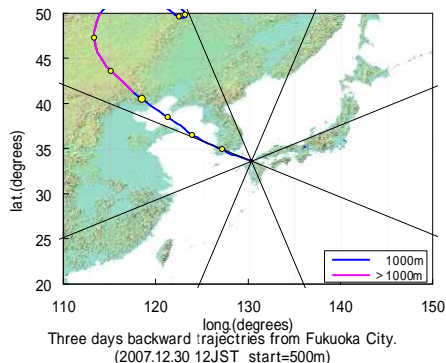 50
45
40
35
30
25
20
lat.(degrees)
1000m
> 1000m
110 120 130 140 150
long.(degrees)
Three days backward trajectries from Fukuoka City.
(2007.12.30 12JST start=500m)